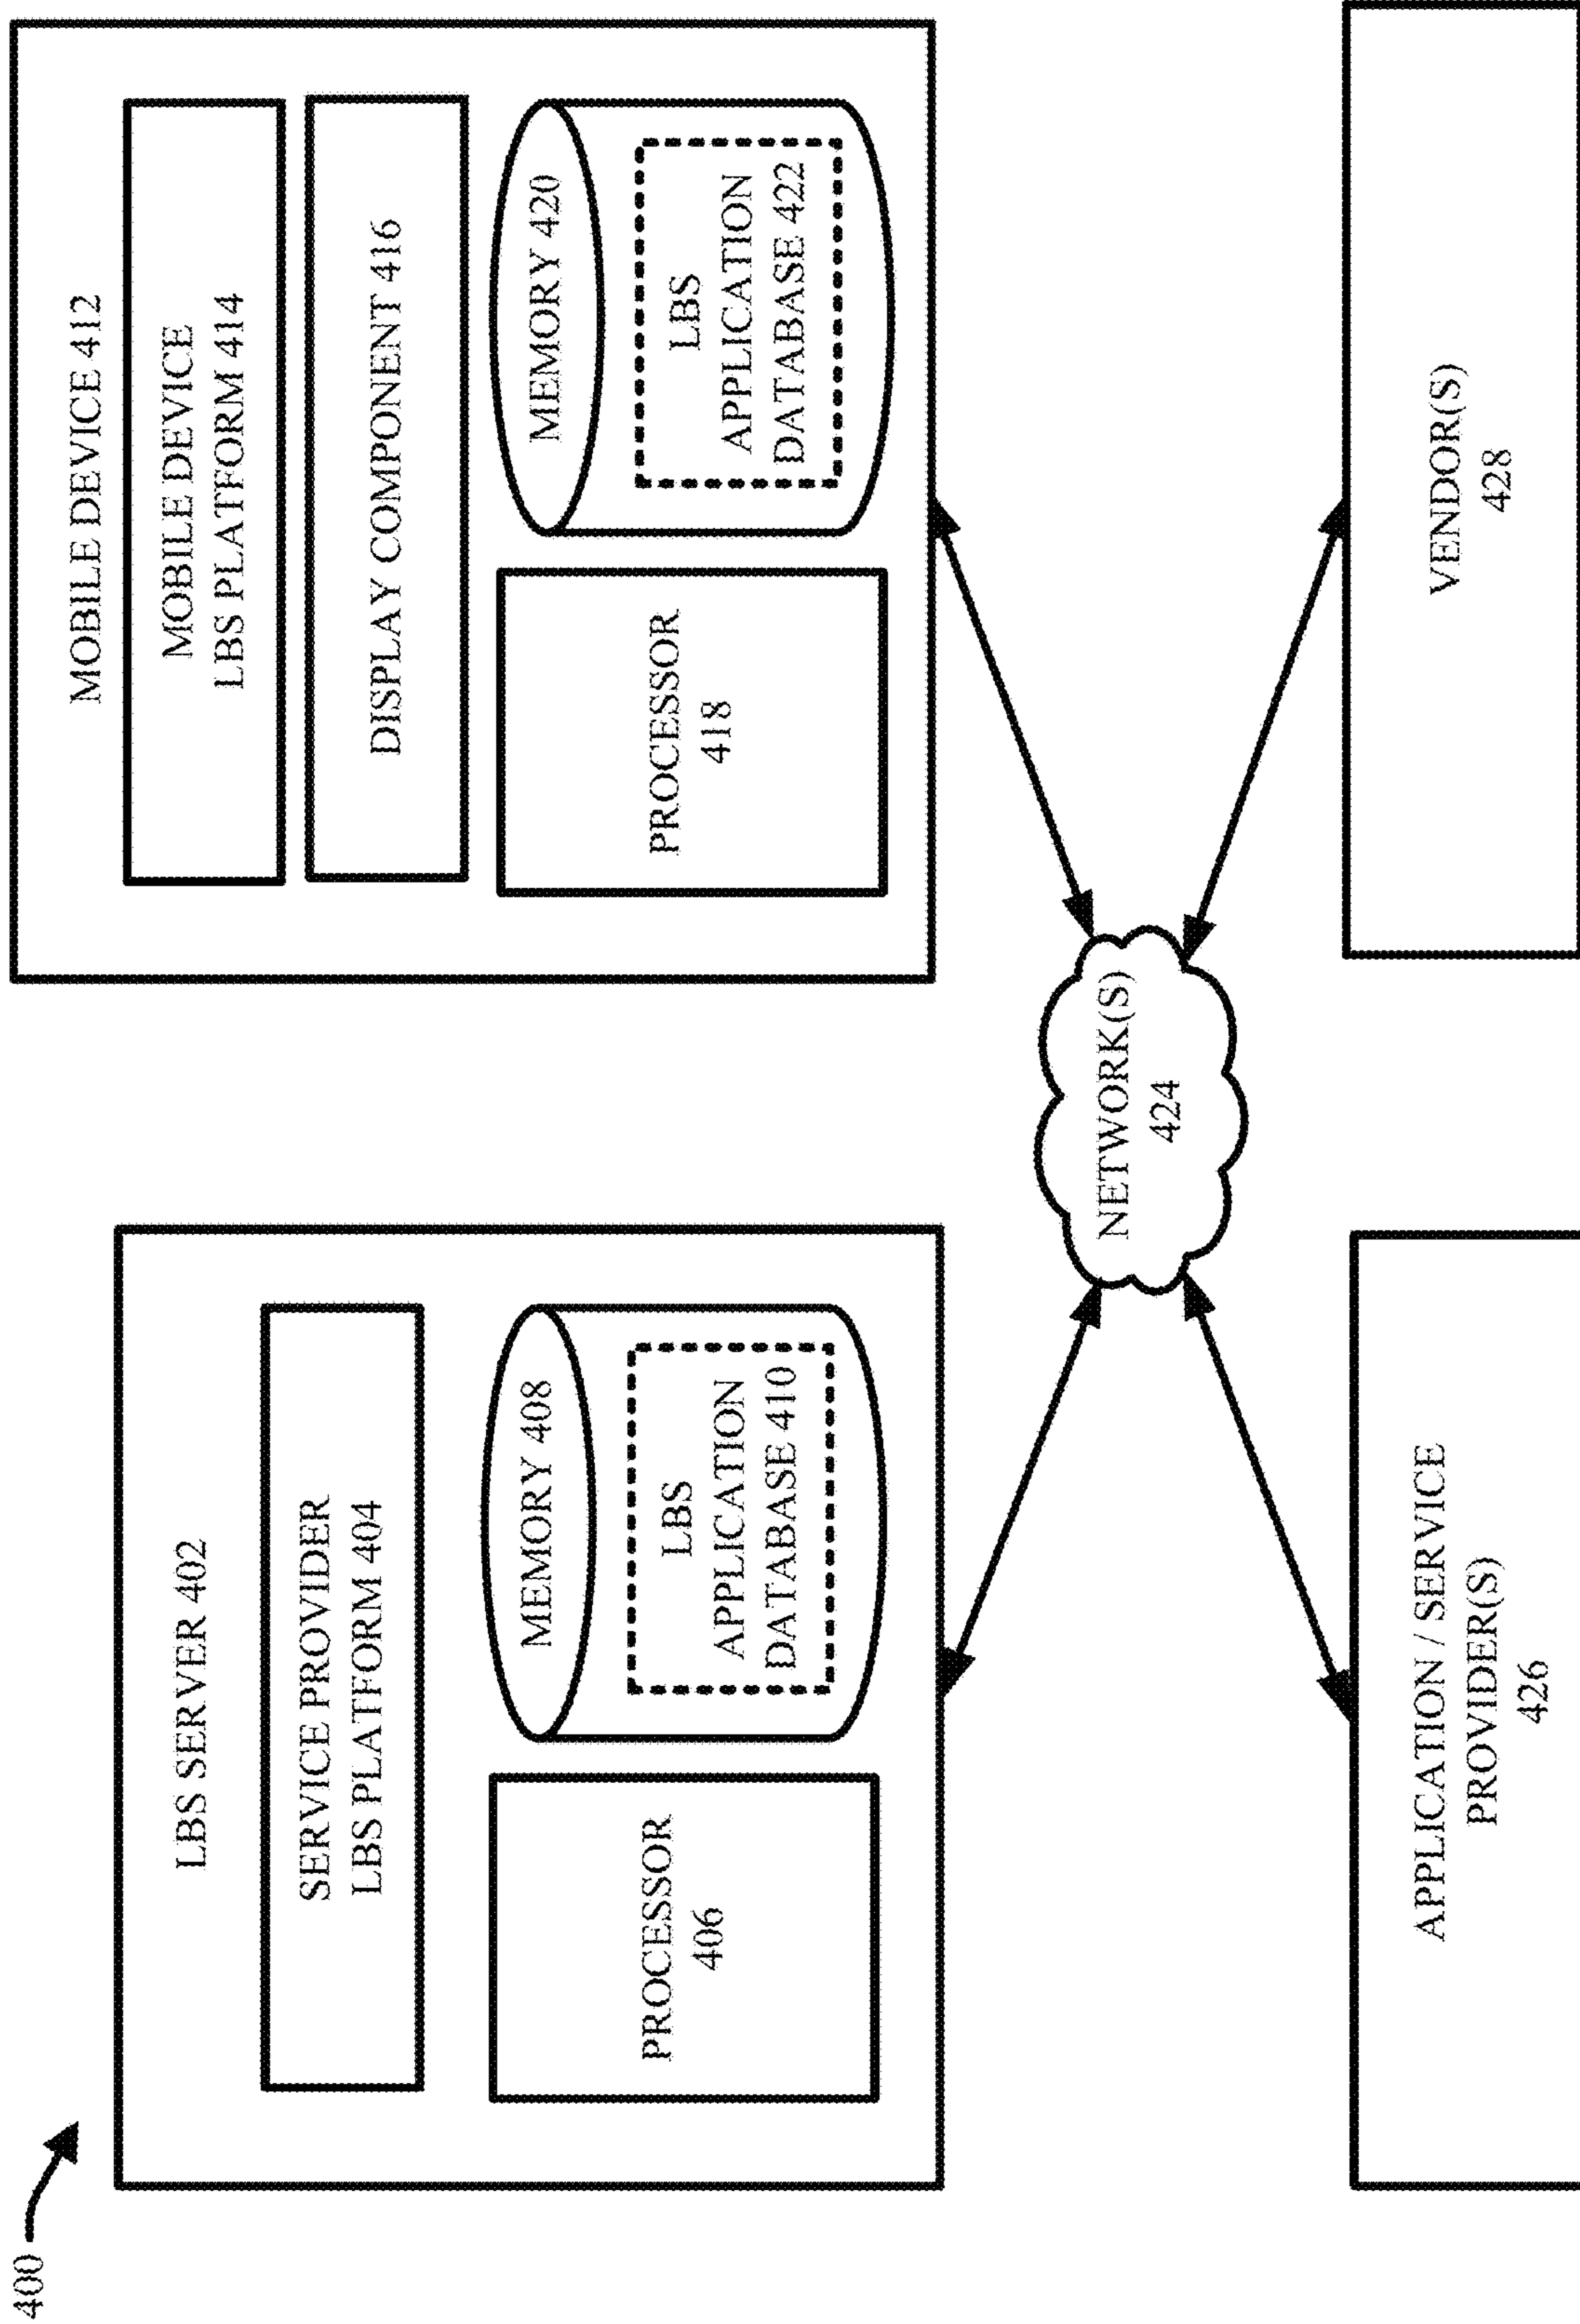 400
LBS SERVER 402
SERVICE PROVIDER
LBS PLATFORM 404
PROCESSOR
406
MEMORY 408
LBS
APPLICATION
DATABASE 410
MOBILE DEVICE 412
MOBILE DEVICE
LBS PLATFORM 414
DISPLAY COMPONENT 416
PROCESSOR
418
MEMORY 420
LBS
APPLICATION
DATABASE 422
NETWORK(S)
424
APPLICATION / SERVICE
PROVIDER(S)
426
VENDOR(S)
428